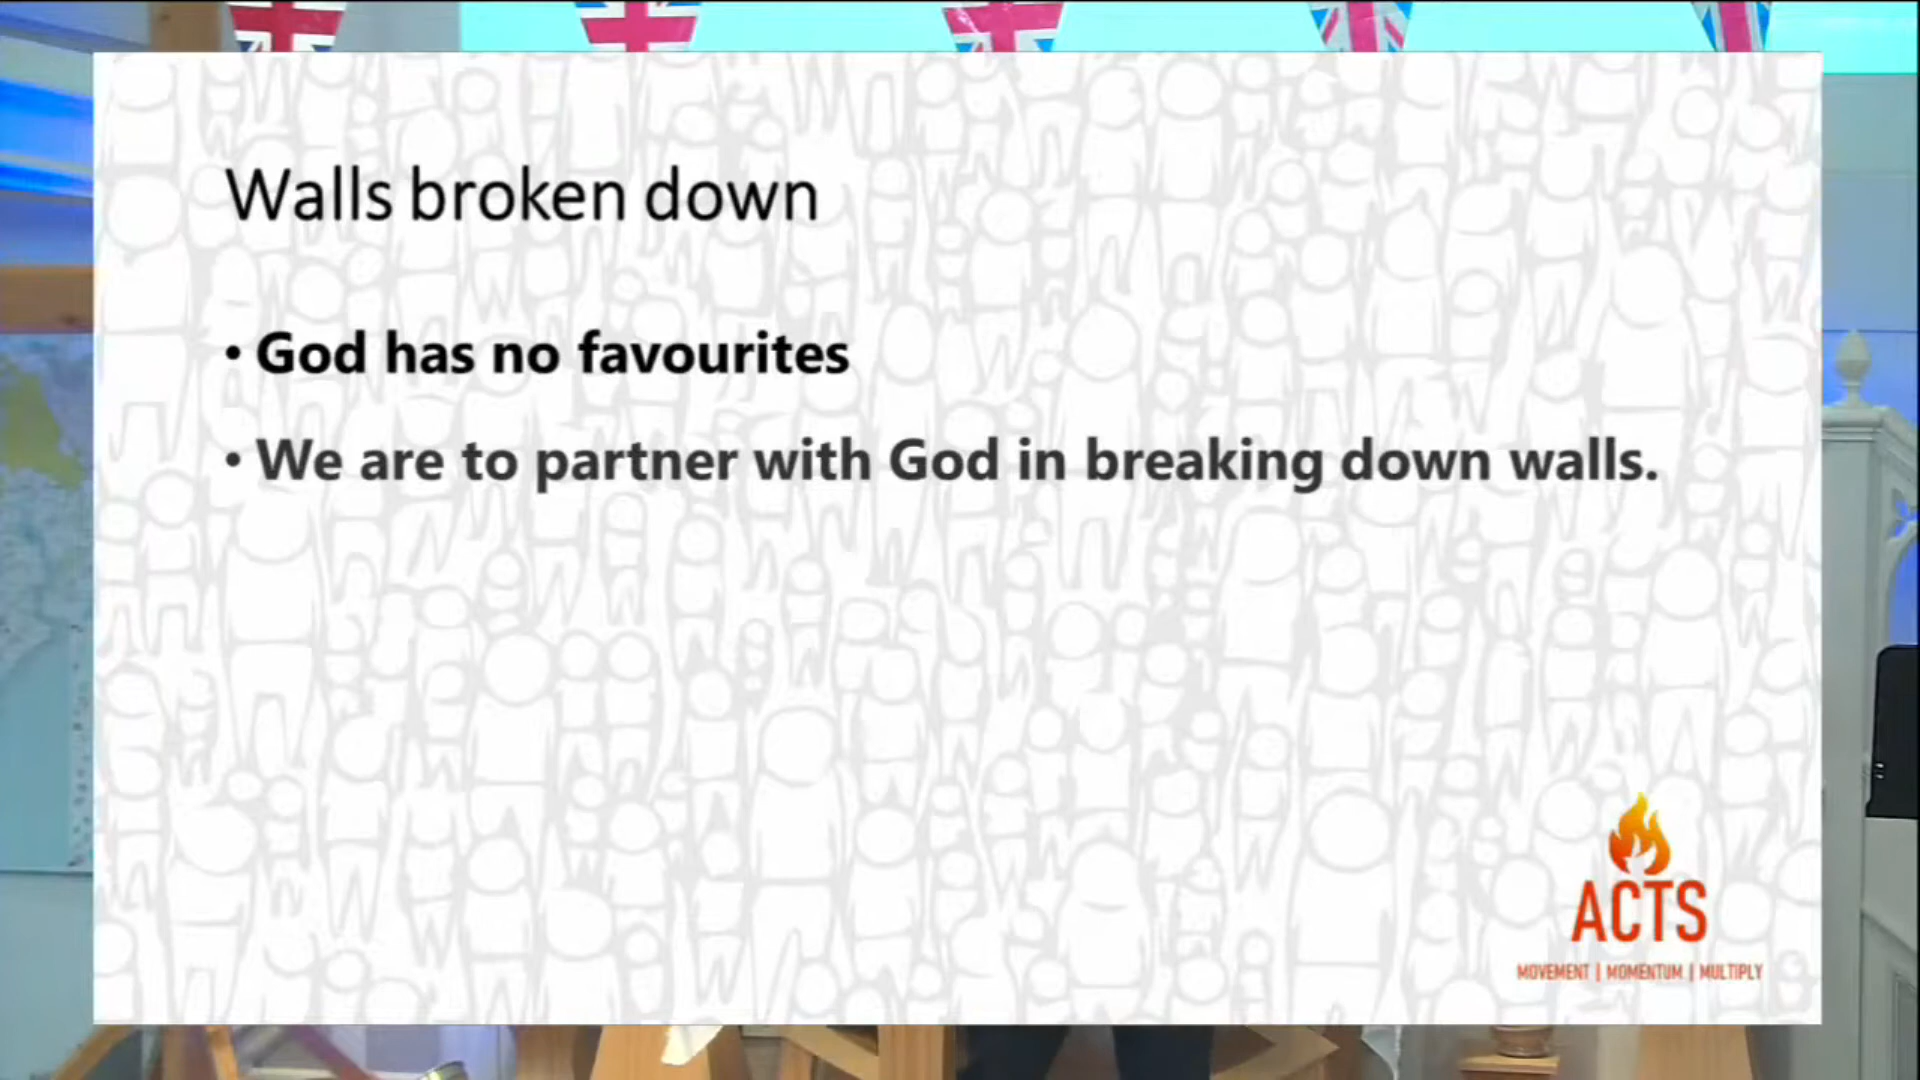 Walls broken down
• God has no favourites
• We are to partner with God in breaking down walls.
ACTS
MOVEMENT | MOMENTUM | MULTIPLY